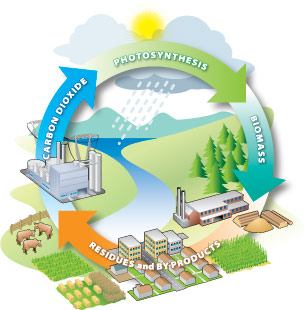 PHOTOSYNTHESIS
BIOMASS
RESIDUES and BY-PRODUCTS
CARBON DIOXIDE